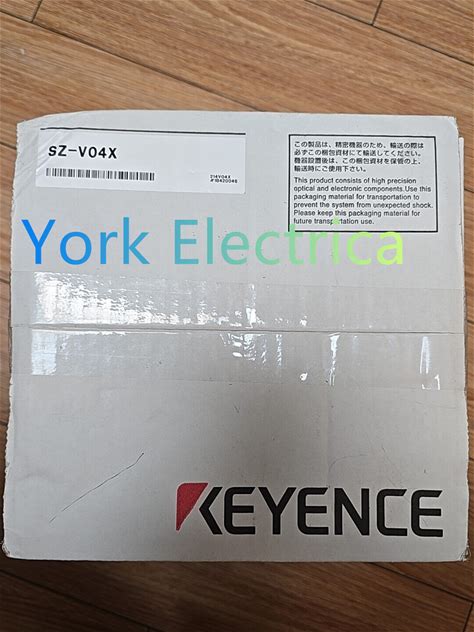 SZ-V04X
214V04X
この製品は、精密機器のため、輸送の際は
必ずこの梱包資材にて輸送してください。
機器設置後は、この梱包資材を保管の上、
輸送時にご使用下さい。
This product consists of high precision
optical and electronic components.Use this
packaging material for transportation to
prevent the system from unexpected shock.
Please keep this packaging material for
future transportation use.
York Electrica
KEYENCE